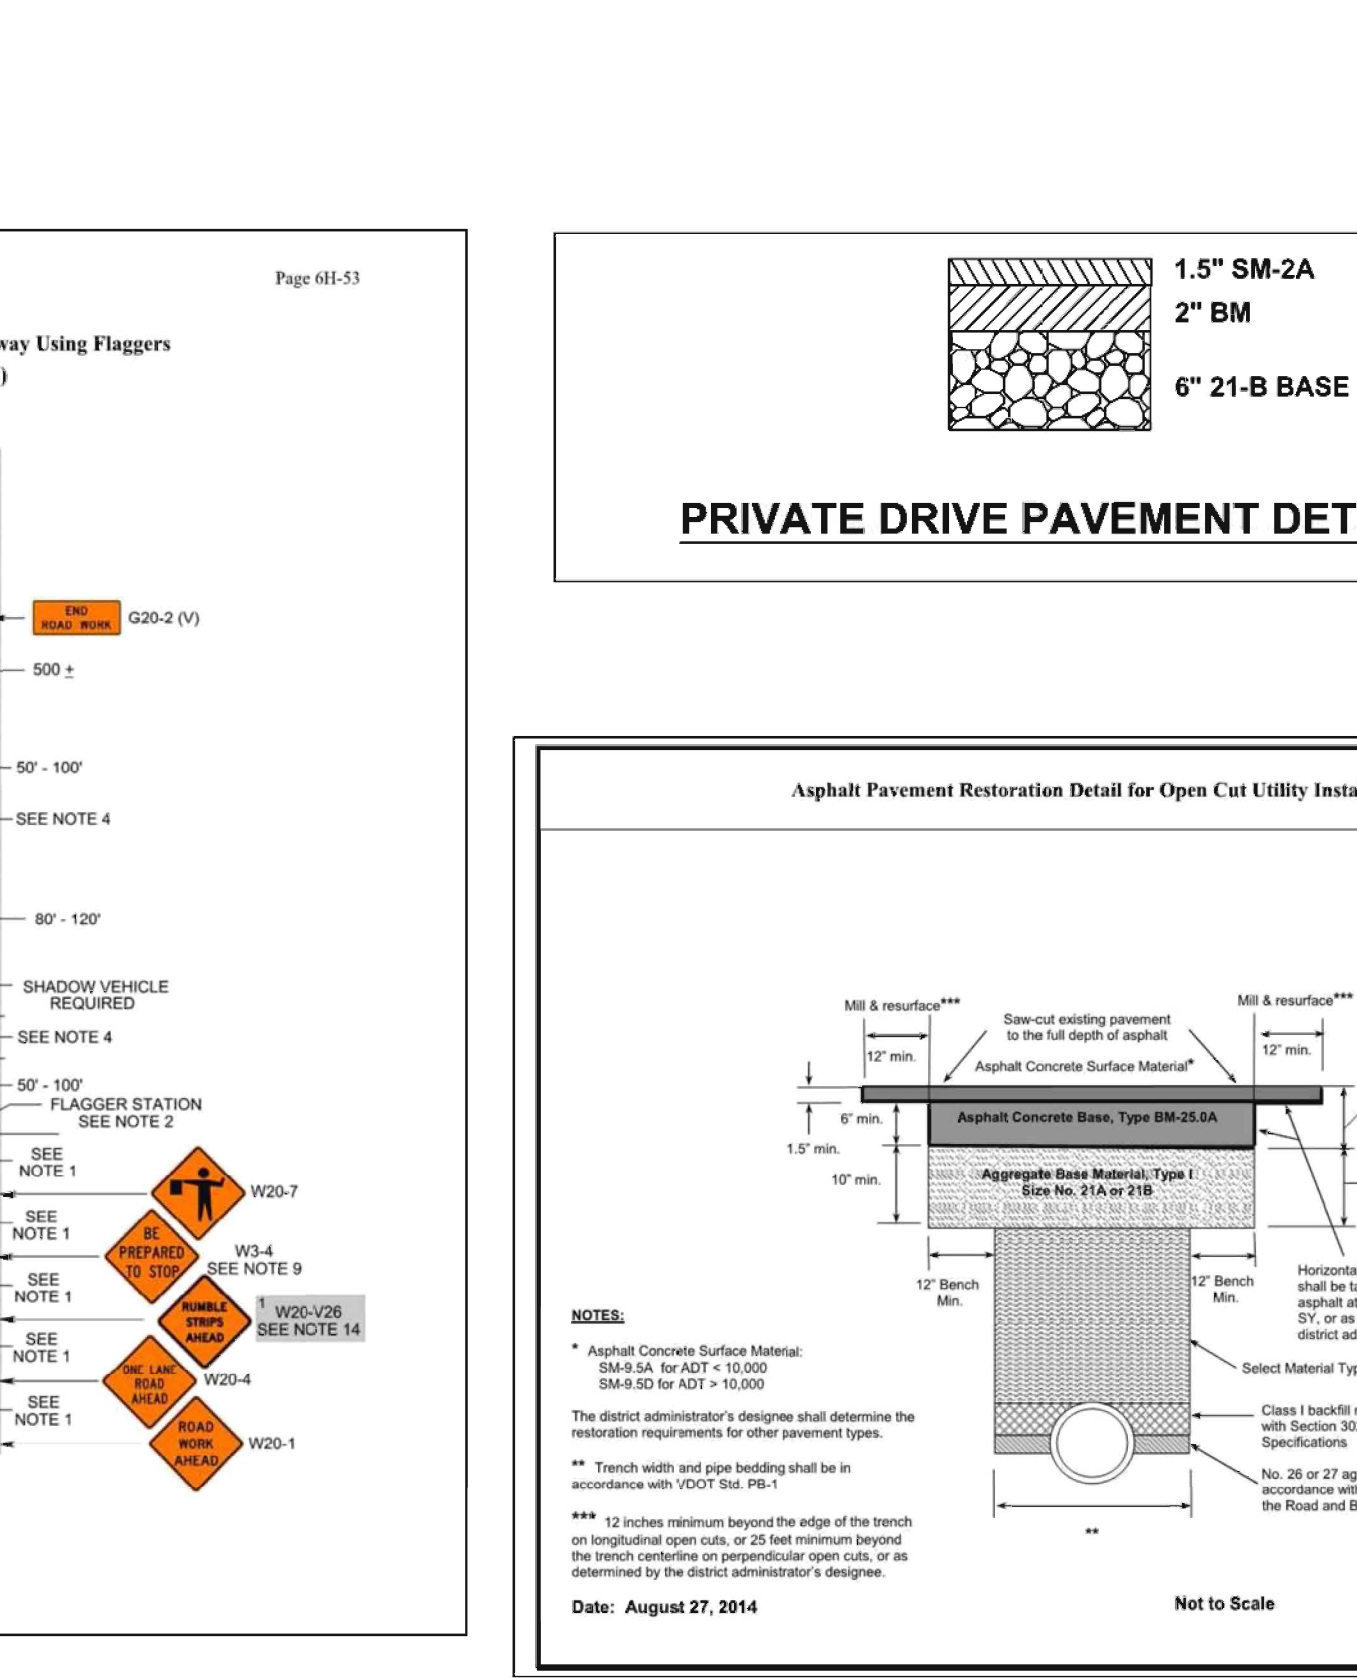 Page 6H-53
way Using Flaggers
)
END
ROAD WORK
G20-2 (V)
500 ±
50' - 100'
SEE NOTE 4
80' - 120'
SHADOW VEHICLE
REQUIRED
SEE NOTE 4
50' - 100'
FLAGGER STATION
SEE NOTE 2
SEE
NOTE 1
W20-7
SEE
NOTE 1
BE
PREPARED
TO STOP
W3-4
SEE NOTE 9
SEE
NOTE 1
RUMBLE
STRIPS
AHEAD
1
W20-V26
SEE NOTE 14
SEE
NOTE 1
ONE LANE
ROAD
AHEAD
W20-4
SEE
NOTE 1
ROAD
WORK
AHEAD
W20-1
1.5" SM-2A
2" BM
6" 21-B BASE
PRIVATE DRIVE PAVEMENT DET
Asphalt Pavement Restoration Detail for Open Cut Utility Insta
Mill & resurface***
Saw-cut existing pavement
to the full depth of asphalt
Mill & resurface***
12" min.
12" min.
Asphalt Concrete Surface Material*
6" min.
Asphalt Concrete Base, Type BM-25.0A
1.5" min.
10" min.
Aggregate Base Material, Type I
Size No. 21A or 21B
12" Bench
Min.
12" Bench
Min.
Horizonta
shall be ta
asphalt at
SY, or as
district ad
Select Material Typ
Class I backfill r
with Section 30
Specifications
No. 26 or 27 ag
accordance with
the Road and B
**
NOTES:
* Asphalt Concrete Surface Material:
SM-9.5A for ADT < 10,000
SM-9.5D for ADT > 10,000
The district administrator's designee shall determine the
restoration requirements for other pavement types.
** Trench width and pipe bedding shall be in
accordance with VDOT Std. PB-1
*** 12 inches minimum beyond the edge of the trench
on longitudinal open cuts, or 25 feet minimum beyond
the trench centerline on perpendicular open cuts, or as
determined by the district administrator's designee.
Date: August 27, 2014
Not to Scale